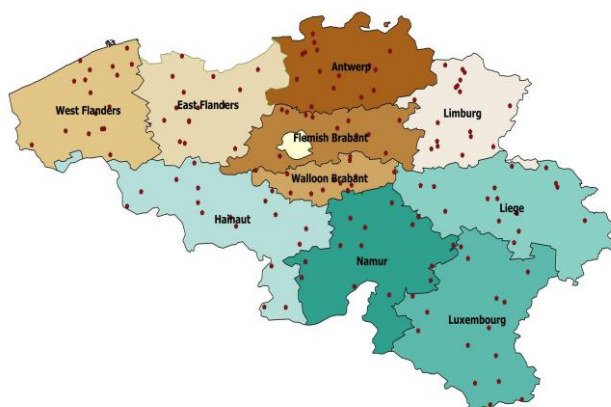 Antwerp
West Flanders
East Flanders
Limburg
Flemish Brabant
Walloon Brabant
Hainaut
Liege
Namur
Luxembourg